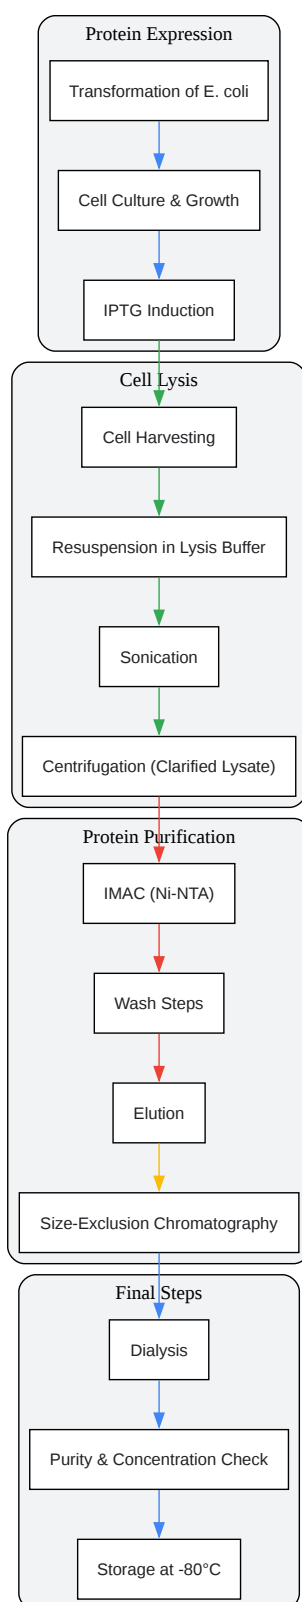 Protein Expression
Transformation of E. coli
Cell Culture & Growth
IPTG Induction
Cell Lysis
Cell Harvesting
Resuspension in Lysis Buffer
Sonication
Centrifugation (Clarified Lysate)
Protein Purification
IMAC (Ni-NTA)
Wash Steps
Elution
Size-Exclusion Chromatography
Final Steps
Dialysis
Purity & Concentration Check
Storage at -80°C